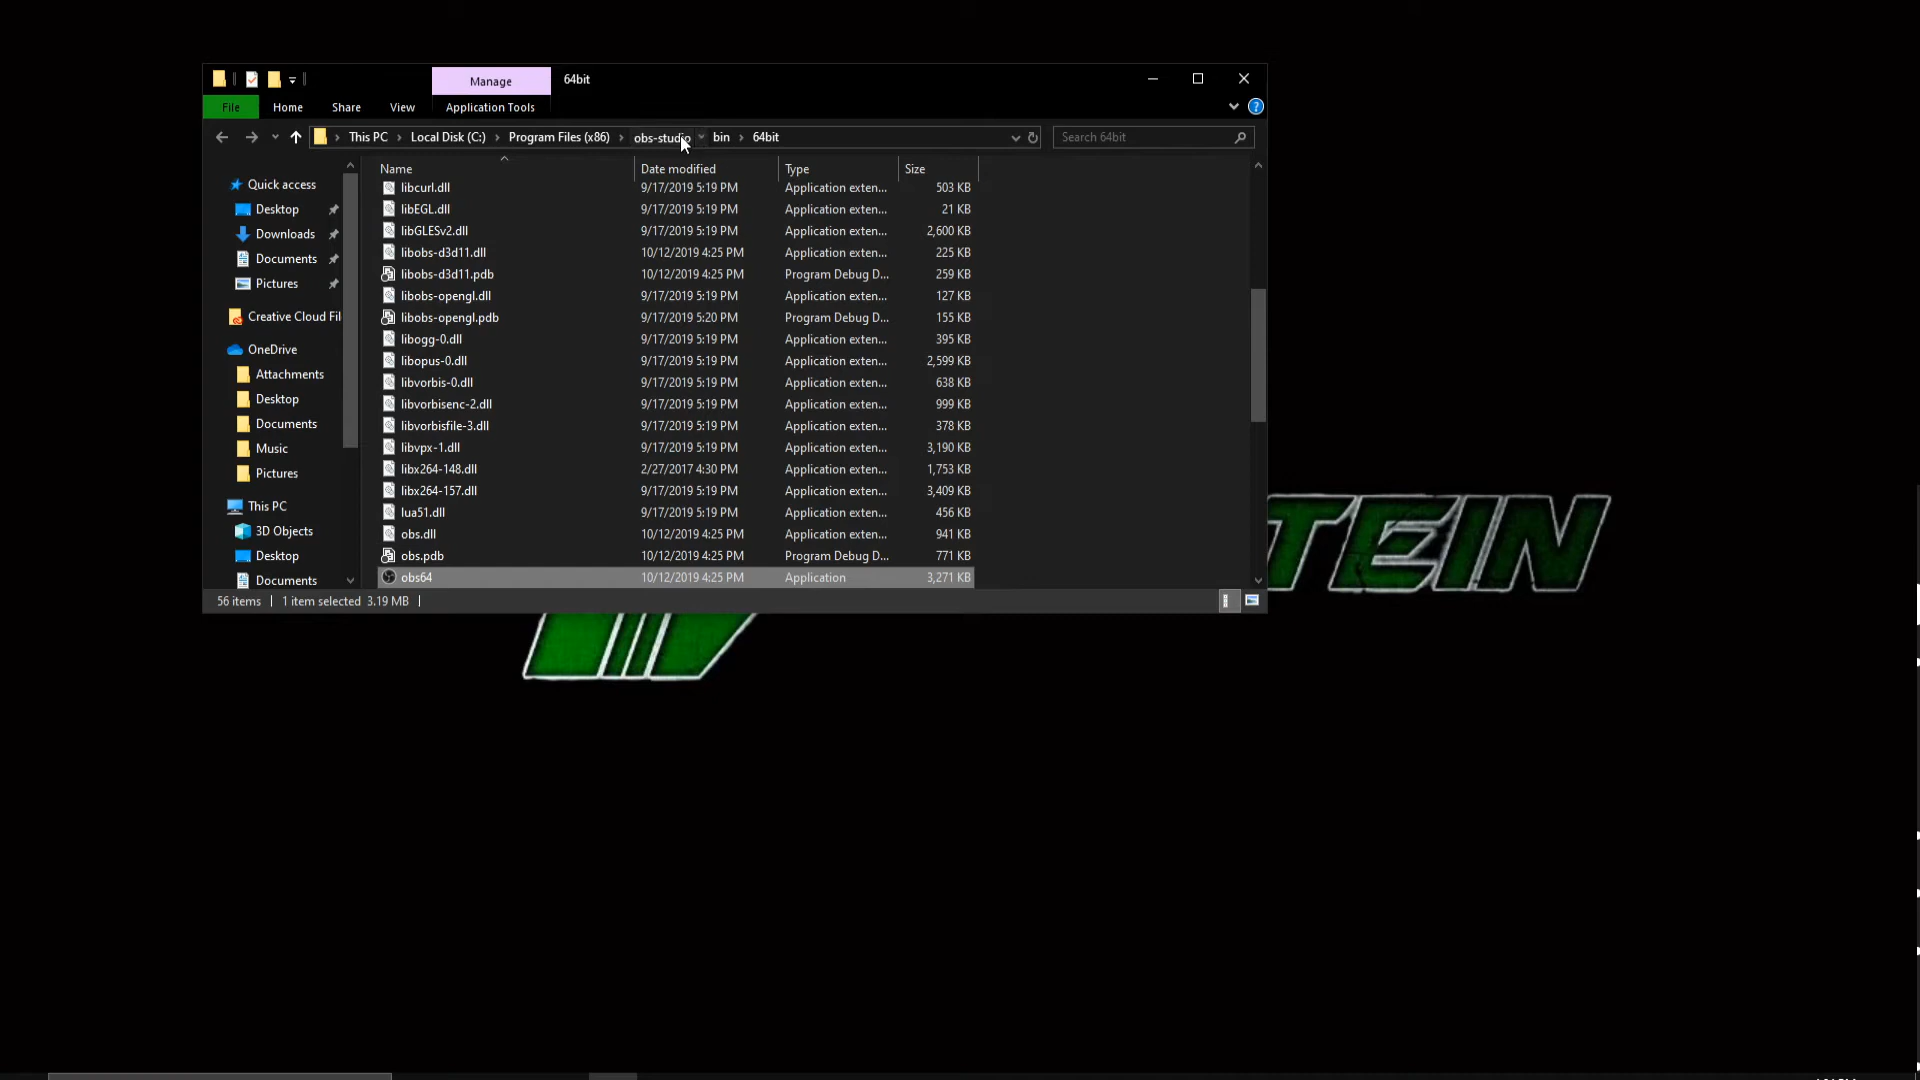 Manage
64bit
File
Home
Share
View
Application Tools
This PC
Local Disk (C:)
Program Files (x86)
obs-studio
bin
64bit
Search 64bit
Quick access
Desktop
Downloads
Documents
Pictures
Creative Cloud Fil
OneDrive
Attachments
Desktop
Documents
Music
Pictures
This PC
3D Objects
Desktop
Documents
Name Date modified Type Size
libcurl.dll 9/17/2019 5:19 PM Application exten... 503 KB
libEGL.dll 9/17/2019 5:19 PM Application exten... 21 KB
libGLESv2.dll 9/17/2019 5:19 PM Application exten... 2,600 KB
libobs-d3d11.dll 10/12/2019 4:25 PM Application exten... 225 KB
libobs-d3d11.pdb 10/12/2019 4:25 PM Program Debug D... 259 KB
libobs-opengl.dll 9/17/2019 5:19 PM Application exten... 127 KB
libobs-opengl.pdb 9/17/2019 5:20 PM Program Debug D... 155 KB
libogg-0.dll 9/17/2019 5:19 PM Application exten... 395 KB
libopus-0.dll 9/17/2019 5:19 PM Application exten... 2,599 KB
libvorbis-0.dll 9/17/2019 5:19 PM Application exten... 638 KB
libvorbisenc-2.dll 9/17/2019 5:19 PM Application exten... 999 KB
libvorbisfile-3.dll 9/17/2019 5:19 PM Application exten... 378 KB
libvpx-1.dll 9/17/2019 5:19 PM Application exten... 3,190 KB
libx264-148.dll 2/27/2017 4:30 PM Application exten... 1,753 KB
libx264-157.dll 9/17/2019 5:19 PM Application exten... 3,409 KB
lua51.dll 9/17/2019 5:19 PM Application exten... 456 KB
obs.dll 10/12/2019 4:25 PM Application exten... 941 KB
obs.pdb 10/12/2019 4:25 PM Program Debug D... 771 KB
obs64 10/12/2019 4:25 PM Application 3,271 KB
56 items
1 item selected 3.19 MB
TEIN